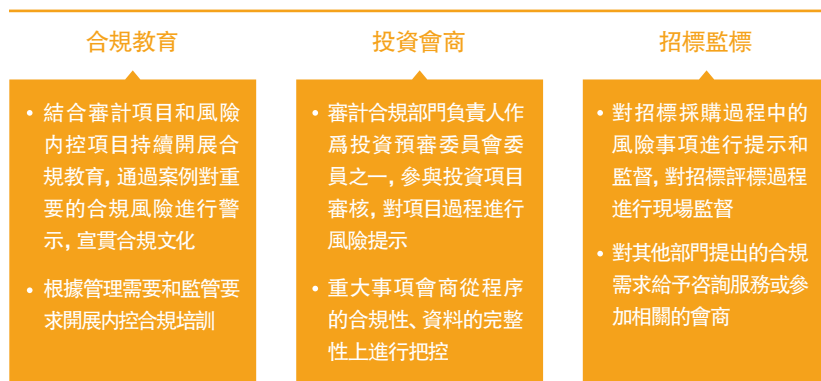 合規教育
• 結合審計項目和風險
内控項目持續開展合
規教育, 通過案例對重
要的合規風險進行警
示, 宣貫合規文化
• 根據管理需要和監管要
求開展内控合規培訓
投資會商
• 審計合規部門負責人作
爲投資預審委員會委
員之一, 參與投資項目
審核, 對項目過程進行
風險提示
• 重大事項會商從程序
的合規性、資料的完整
性上進行把控
招標監標
• 對招標採購過程中的
風險事項進行提示和
監督, 對招標評標過程
進行現場監督
• 對其他部門提出的合規
需求給予咨詢服務或參
加相關的會商